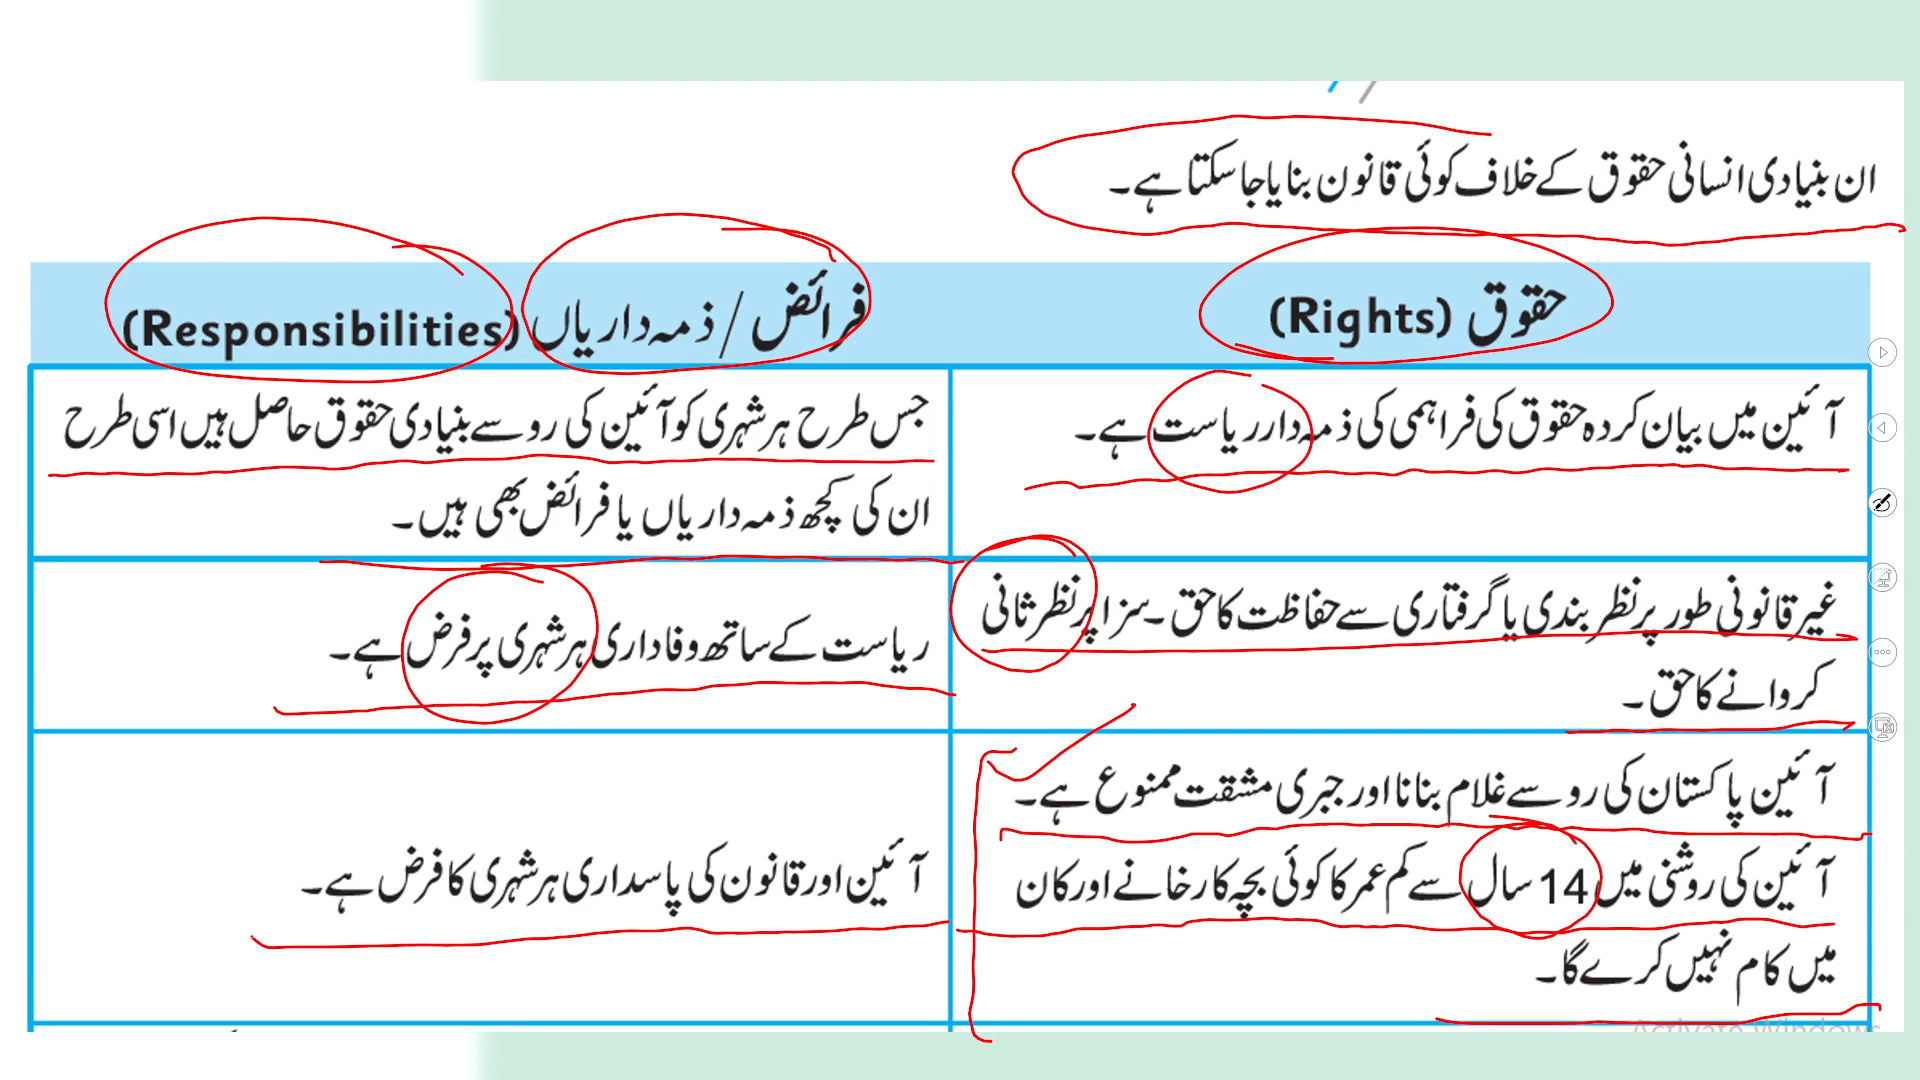 ان بنیادی انسانی حقوق کے خلاف کوئی قانون بنایا جا سکتا ہے۔
حقوق (Rights)
فرائض / ذمہ داریاں (Responsibilities)
آئین میں بیان کردہ حقوق کی فراہمی کی ذمہ دار ریاست ہے۔
جس طرح ہر شہری کو آئین کی رو سے بنیادی حقوق حاصل ہیں اسی طرح
ان کی کچھ ذمہ داریاں یا فرائض بھی ہیں۔
غیر قانونی طور پر نظر بندی یا گرفتاری سے حفاظت کا حق۔ سزا پر نظر ثانی
کروانے کا حق۔
ریاست کے ساتھ وفاداری ہر شہری پر فرض ہے۔
آئین پاکستان کی رو سے غلام بنانا اور جبری مشقت ممنوع ہے۔
آئین کی روشنی میں 14 سال سے کم عمر کا کوئی بچہ کارخانے اور کان
میں کام نہیں کرے گا۔
آئین اور قانون کی پاسداری ہر شہری کا فرض ہے۔
Activate Windows